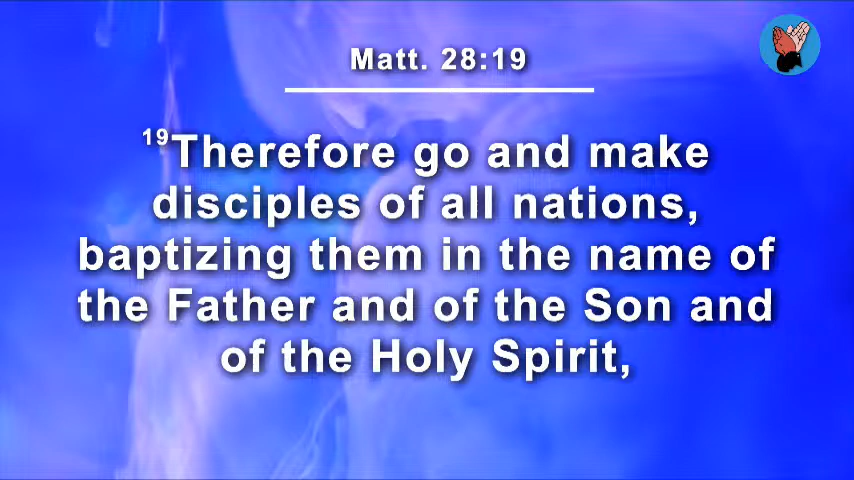 Matt. 28:19
19Therefore go and make
disciples of all nations,
baptizing them in the name of
the Father and of the Son and
of the Holy Spirit,